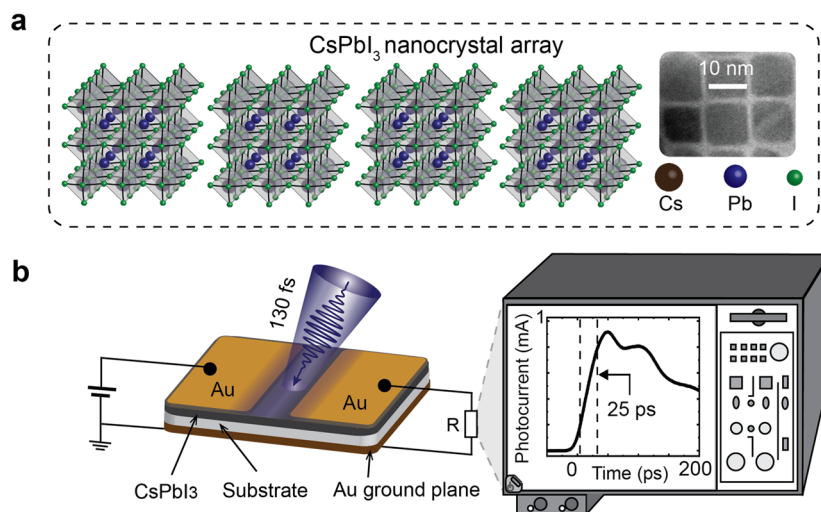 a
CsPbI₃ nanocrystal array
10 nm
Cs Pb I
b
130 fs
Au
Au
R
CsPbI₃
Substrate
Au ground plane
Photocurrent (mA)
1
25 ps
0 Time (ps) 200